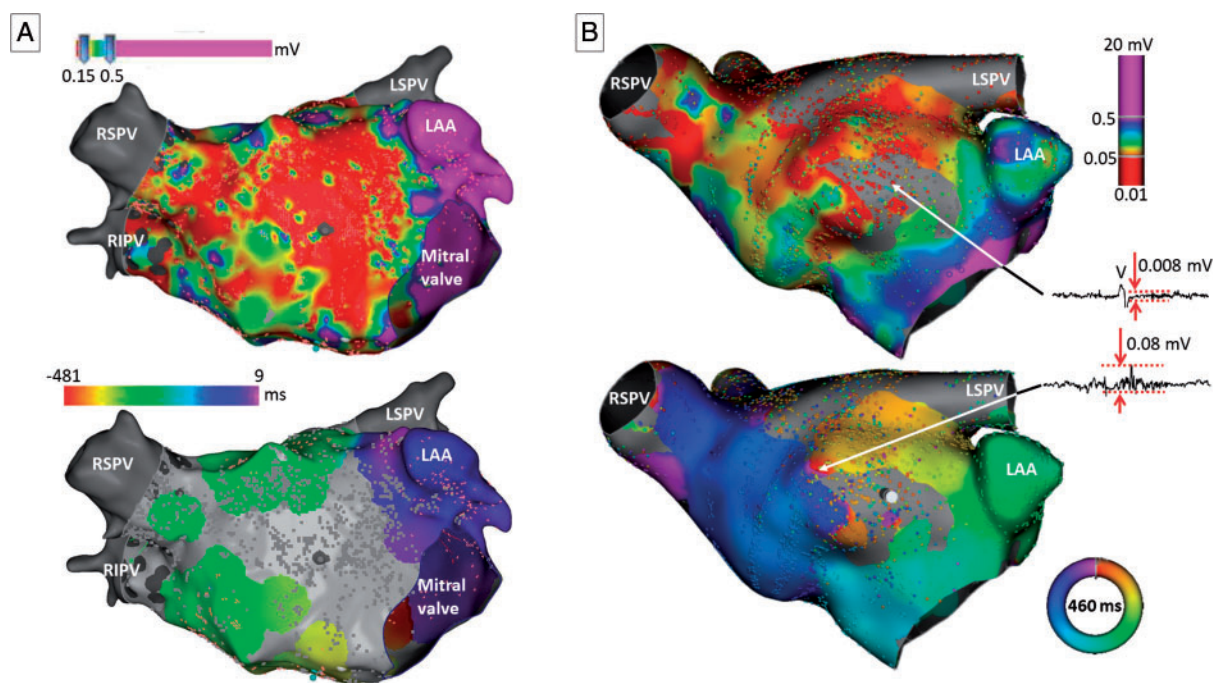 A
mV
0.15 0.5
LSPV
RSPV
LAA
RIPV
Mitral valve
-481 9
ms
LSPV
RSPV
LAA
RIPV
Mitral valve
B
20 mV
LSPV
RSPV
0.5
LAA
0.05
0.01
V
0.008 mV
0.08 mV
RSPV
LSPV
LAA
460 ms